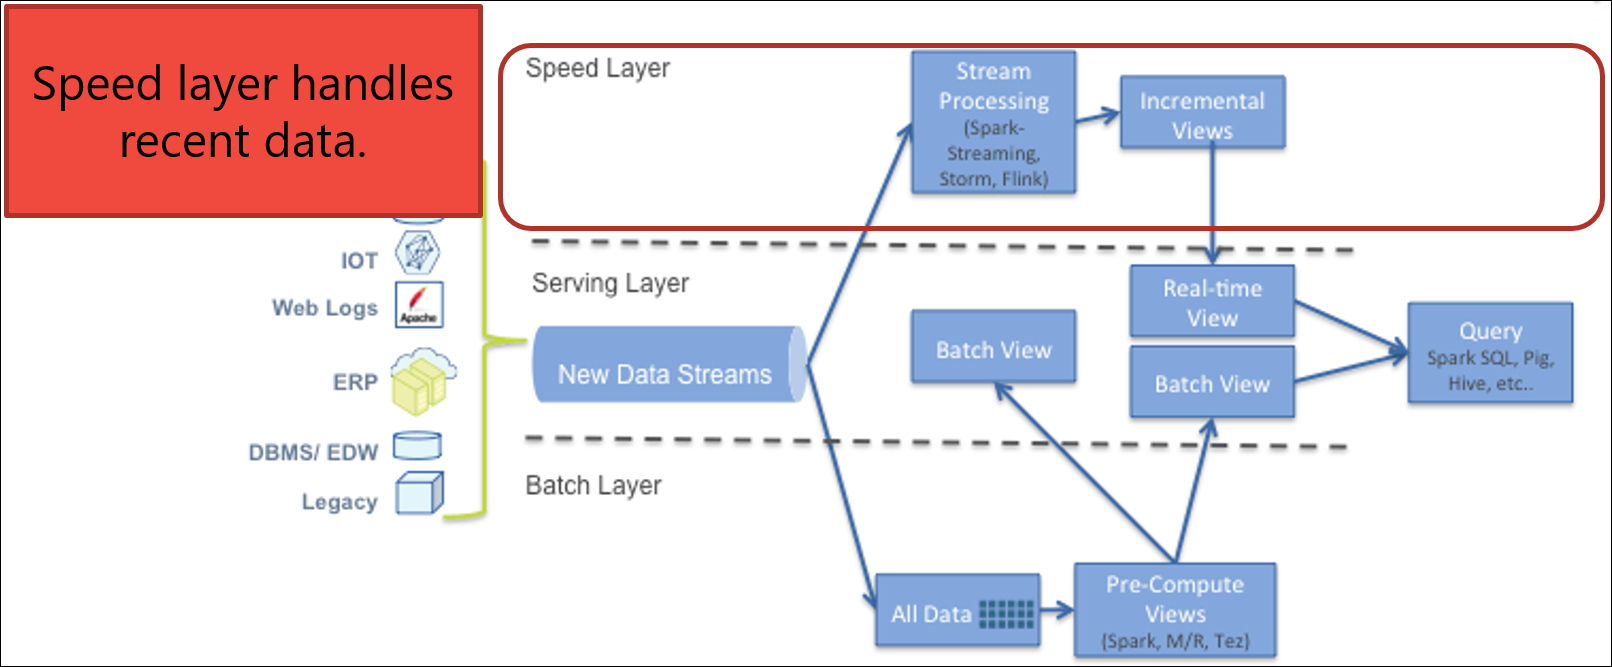 Speed layer handles
recent data.
Speed Layer
Stream
Processing
(Spark-
Streaming,
Storm, Flink)
Incremental
Views
IOT
Web Logs
Apache
ERP
DBMS/ EDW
Legacy
Serving Layer
New Data Streams
Batch View
Real-time
View
Batch View
Query
Spark SQL, Pig,
Hive, etc..
Batch Layer
All Data
Pre-Compute
Views
(Spark, M/R, Tez)